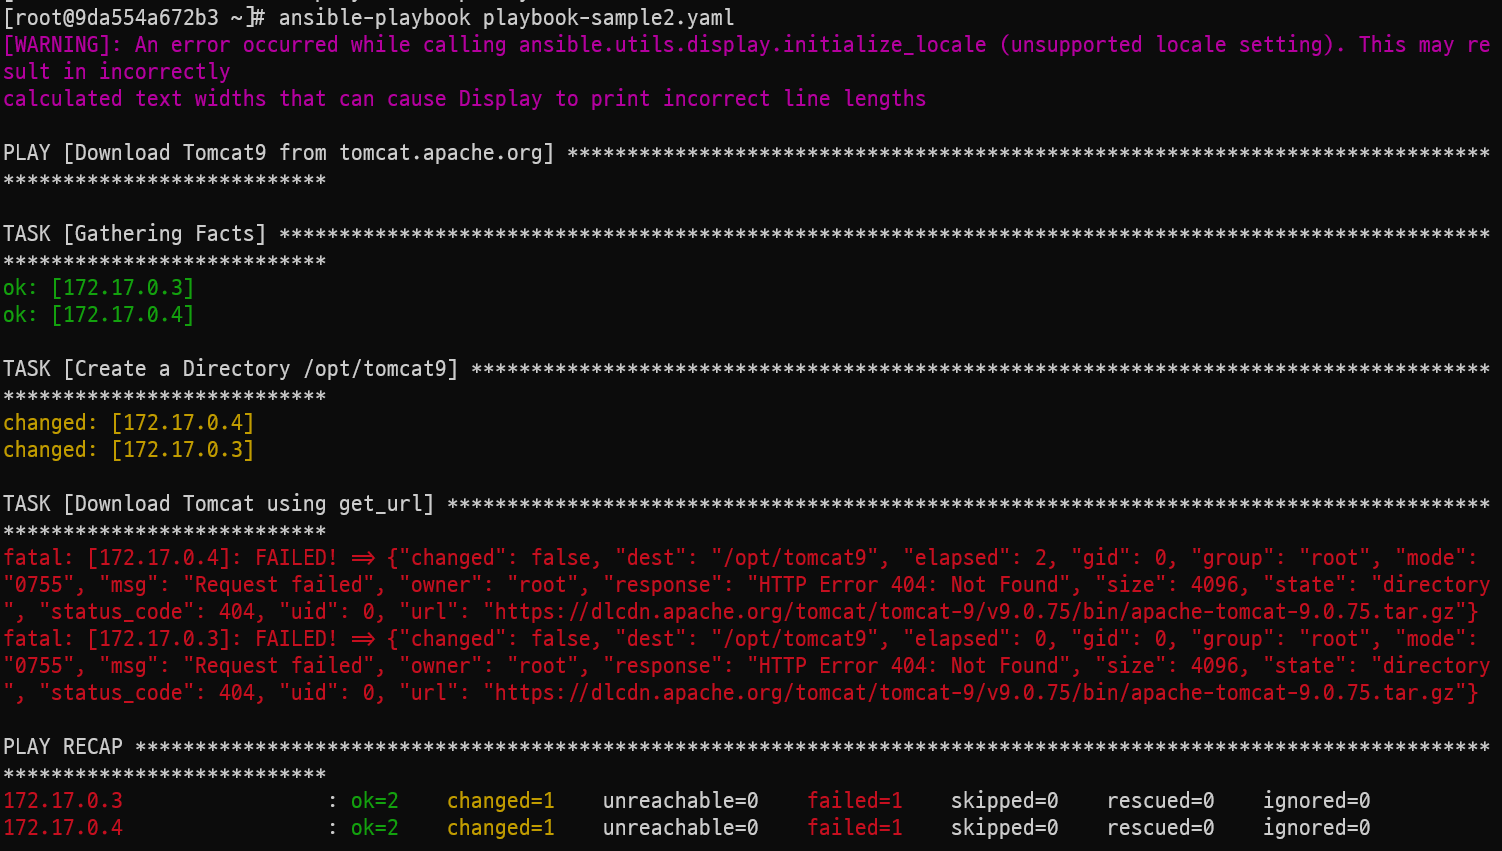 [root@9da554a672b3 ~]# ansible-playbook playbook-sample2.yaml
[WARNING]: An error occurred while calling ansible.utils.display.initialize_locale (unsupported locale setting). This may re
sult in incorrectly
calculated text widths that can cause Display to print incorrect line lengths
PLAY [Download Tomcat9 from tomcat.apache.org] *****************************************************************************
***************************
TASK [Gathering Facts] *****************************************************************************************************
***************************
ok: [172.17.0.3]
ok: [172.17.0.4]
TASK [Create a Directory /opt/tomcat9] *************************************************************************************
***************************
changed: [172.17.0.4]
changed: [172.17.0.3]
TASK [Download Tomcat using get_url] ***************************************************************************************
***************************
fatal: [172.17.0.4]: FAILED! => {"changed": false, "dest": "/opt/tomcat9", "elapsed": 2, "gid": 0, "group": "root", "mode":
"0755", "msg": "Request failed", "owner": "root", "response": "HTTP Error 404: Not Found", "size": 4096, "state": "directory
", "status_code": 404, "uid": 0, "url": "https://dlcdn.apache.org/tomcat/tomcat-9/v9.0.75/bin/apache-tomcat-9.0.75.tar.gz"}
fatal: [172.17.0.3]: FAILED! => {"changed": false, "dest": "/opt/tomcat9", "elapsed": 0, "gid": 0, "group": "root", "mode":
"0755", "msg": "Request failed", "owner": "root", "response": "HTTP Error 404: Not Found", "size": 4096, "state": "directory
", "status_code": 404, "uid": 0, "url": "https://dlcdn.apache.org/tomcat/tomcat-9/v9.0.75/bin/apache-tomcat-9.0.75.tar.gz"}
PLAY RECAP *****************************************************************************************************************
***************************
172.17.0.3                 : ok=2    changed=1    unreachable=0    failed=1    skipped=0    rescued=0    ignored=0
172.17.0.4                 : ok=2    changed=1    unreachable=0    failed=1    skipped=0    rescued=0    ignored=0